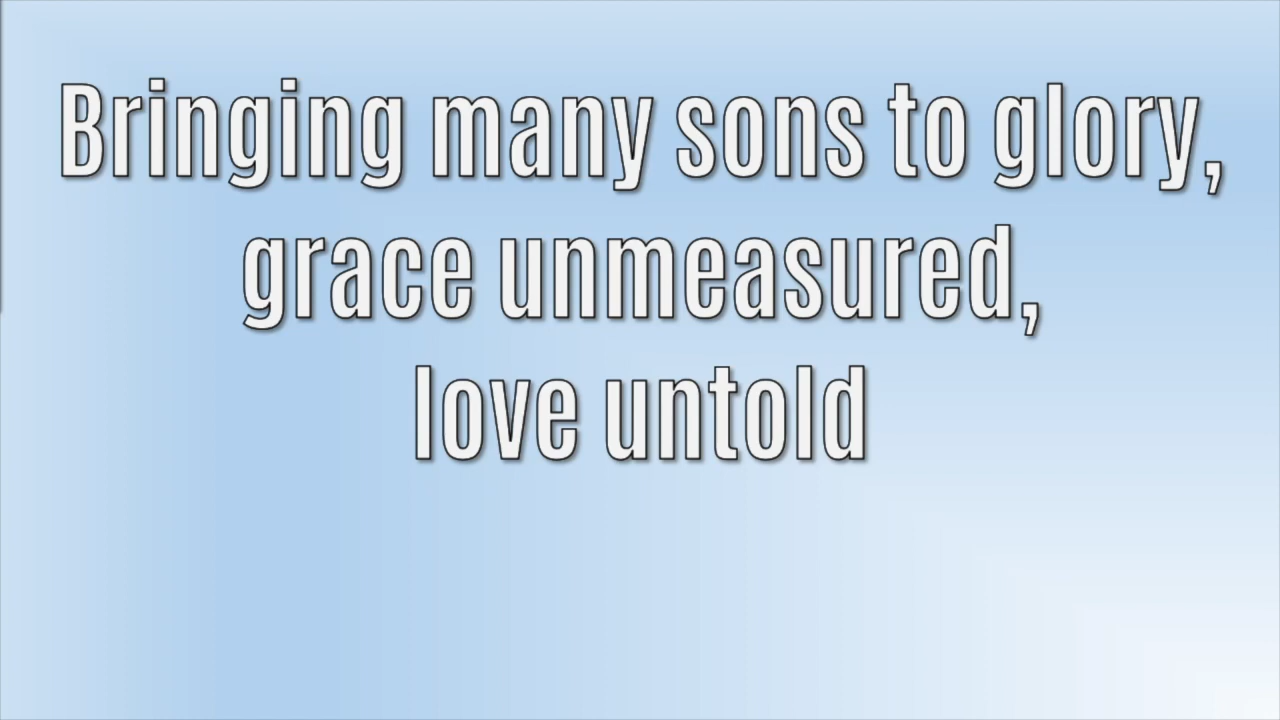 Bringing many sons to glory,
grace unmeasured,
love untold